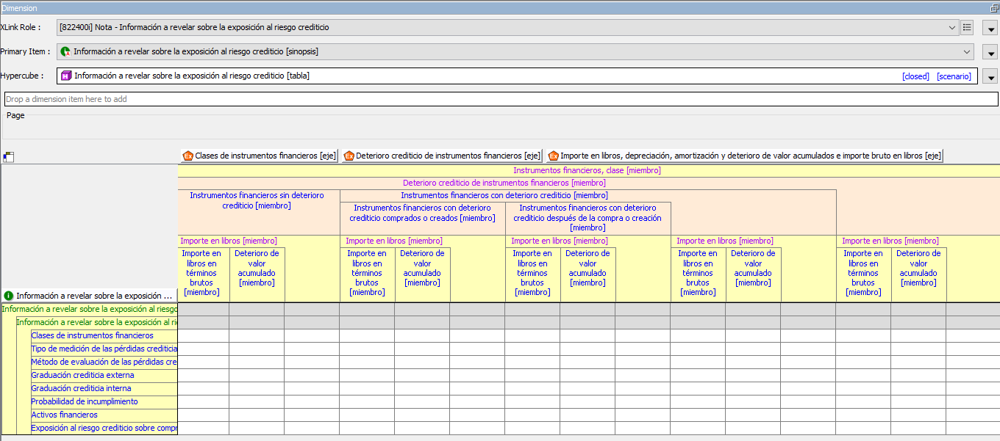 Dimension
XLink Role :
[822400i] Nota - Información a revelar sobre la exposición al riesgo crediticio
Primary Item :
Información a revelar sobre la exposición al riesgo crediticio [sinopsis]
Hypercube :
H
Información a revelar sobre la exposición al riesgo crediticio [tabla]
[closed] [scenario]
Drop a dimension item here to add
Page
Ex Clases de instrumentos financieros [eje]
Ex Deterioro crediticio de instrumentos financieros [eje]
Ex Importe en libros, depreciación, amortización y deterioro de valor acumulados e importe bruto en libros [eje]
Instrumentos financieros, clase [miembro]
Deterioro crediticio de instrumentos financieros [miembro]
Instrumentos financieros sin deterioro
crediticio [miembro]
Instrumentos financieros con deterioro crediticio [miembro]
Instrumentos financieros con deterioro
crediticio comprados o creados [miembro]
Instrumentos financieros con deterioro
crediticio después de la compra o creación
[miembro]
Importe en libros [miembro]
Importe en
libros en
términos
brutos
[miembro]
Deterioro de
valor
acumulado
[miembro]
Importe en libros [miembro]
Importe en
libros en
términos
brutos
[miembro]
Deterioro de
valor
acumulado
[miembro]
Importe en libros [miembro]
Importe en
libros en
términos
brutos
[miembro]
Deterioro de
valor
acumulado
[miembro]
Importe en libros [miembro]
Importe en
libros en
términos
brutos
[miembro]
Deterioro de
valor
acumulado
[miembro]
Importe en libros [miembro]
Importe en
libros en
términos
brutos
[miembro]
Deterioro de
valor
acumulado
[miembro]
Información a revelar sobre la exposición ...
Información a revelar sobre la exposición al riesgo
Información a revelar sobre la exposición al rie
Clases de instrumentos financieros
Tipo de medición de las pérdidas crediticia
Método de evaluación de las pérdidas cre
Graduación crediticia externa
Graduación crediticia interna
Probabilidad de incumplimiento
Activos financieros
Exposición al riesgo crediticio sobre compr